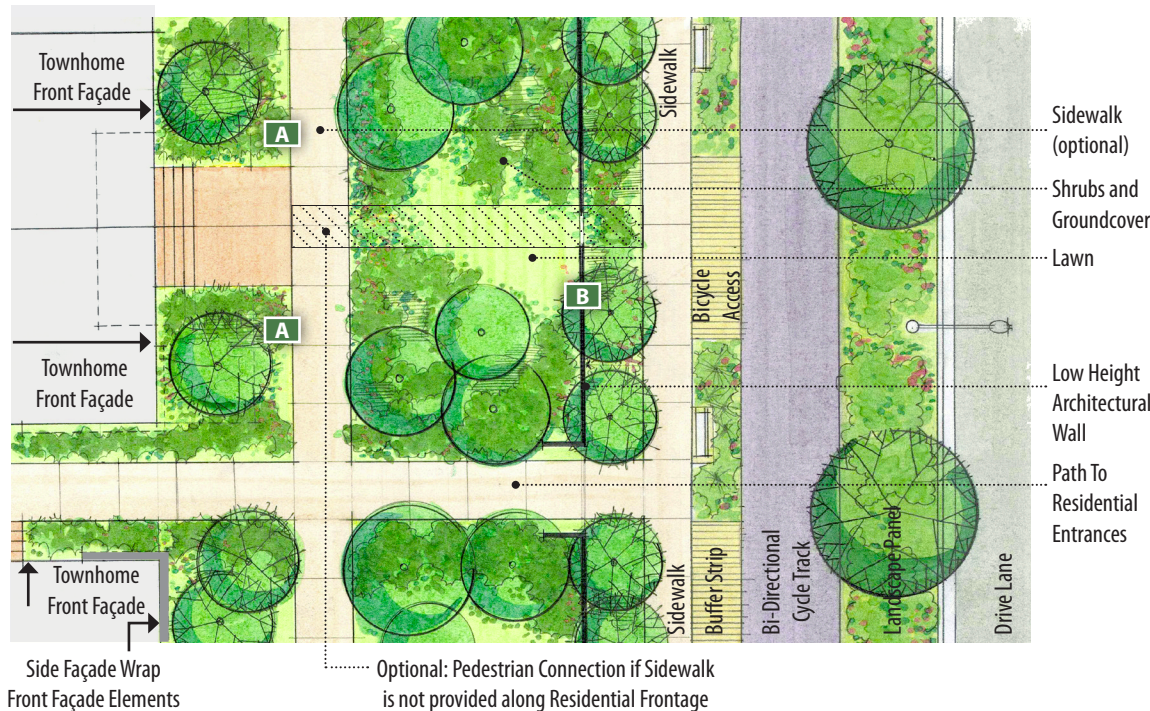 Townhome
Front Façade
A
Sidewalk
Sidewalk
(optional)
Shrubs and
Groundcover
Lawn
B
Bicycle
Access
A
Townhome
Front Façade
Low Height
Architectural
Wall
Path To
Residential
Entrances
Townhome
Front Façade
Sidewalk
Buffer Strip
Bi-Directional
Cycle Track
Landscape Panel
Drive Lane
Side Façade Wrap
Front Façade Elements
Optional: Pedestrian Connection if Sidewalk
is not provided along Residential Frontage